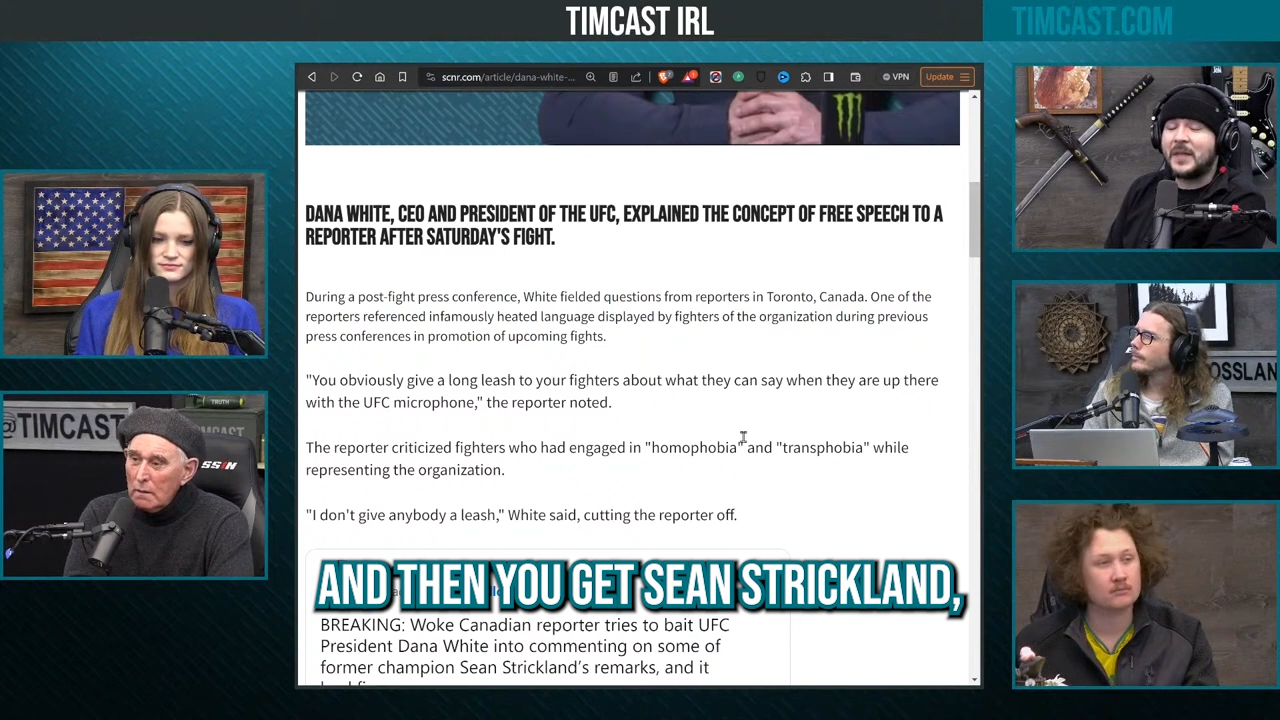 TIMCAST IRL
TIMCAST.COM
scnr.com/article/dana-white-...
VPN
Update
DANA WHITE, CEO AND PRESIDENT OF THE UFC, EXPLAINED THE CONCEPT OF FREE SPEECH TO A
REPORTER AFTER SATURDAY'S FIGHT.
During a post-fight press conference, White fielded questions from reporters in Toronto, Canada. One of the
reporters referenced infamously heated language displayed by fighters of the organization during previous
press conferences in promotion of upcoming fights.
"You obviously give a long leash to your fighters about what they can say when they are up there
with the UFC microphone," the reporter noted.
The reporter criticized fighters who had engaged in "homophobia" and "transphobia" while
representing the organization.
"I don't give anybody a leash," White said, cutting the reporter off.
AND THEN YOU GET SEAN STRICKLAND,
BREAKING: Woke Canadian reporter tries to bait UFC
President Dana White into commenting on some of
former champion Sean Strickland's remarks, and it
@TIMCAST
TRUTH
OSSLAN